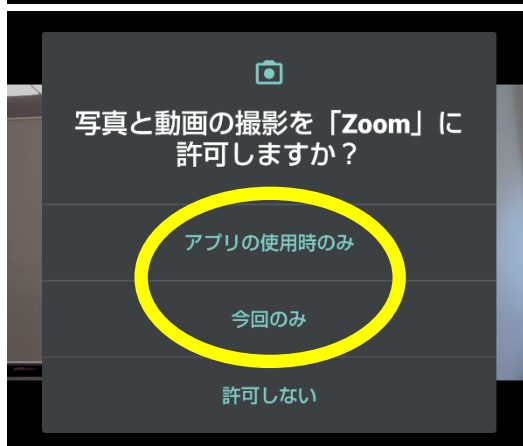 写真と動画の撮影を「Zoom」に
許可しますか？
アプリの使用時のみ
今回のみ
許可しない